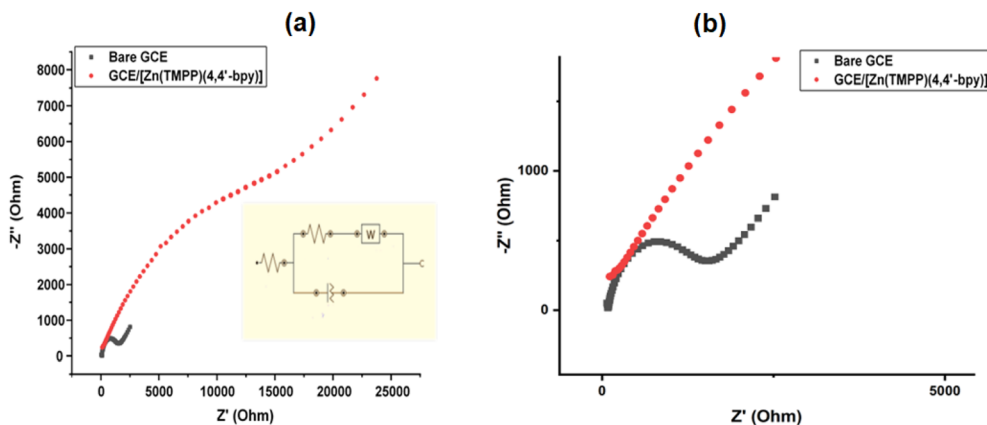 (a)
Bare GCE
GCE/[Zn(TMPP)(4,4'-bpy)]
8000
7000
6000
5000
4000
3000
2000
1000
0
-Z'' (Ohm)
W
0
5000
10000
15000
20000
25000
Z' (Ohm)
(b)
Bare GCE
GCE/[Zn(TMPP)(4,4'-bpy)]
1000
0
-Z'' (Ohm)
0
5000
Z' (Ohm)